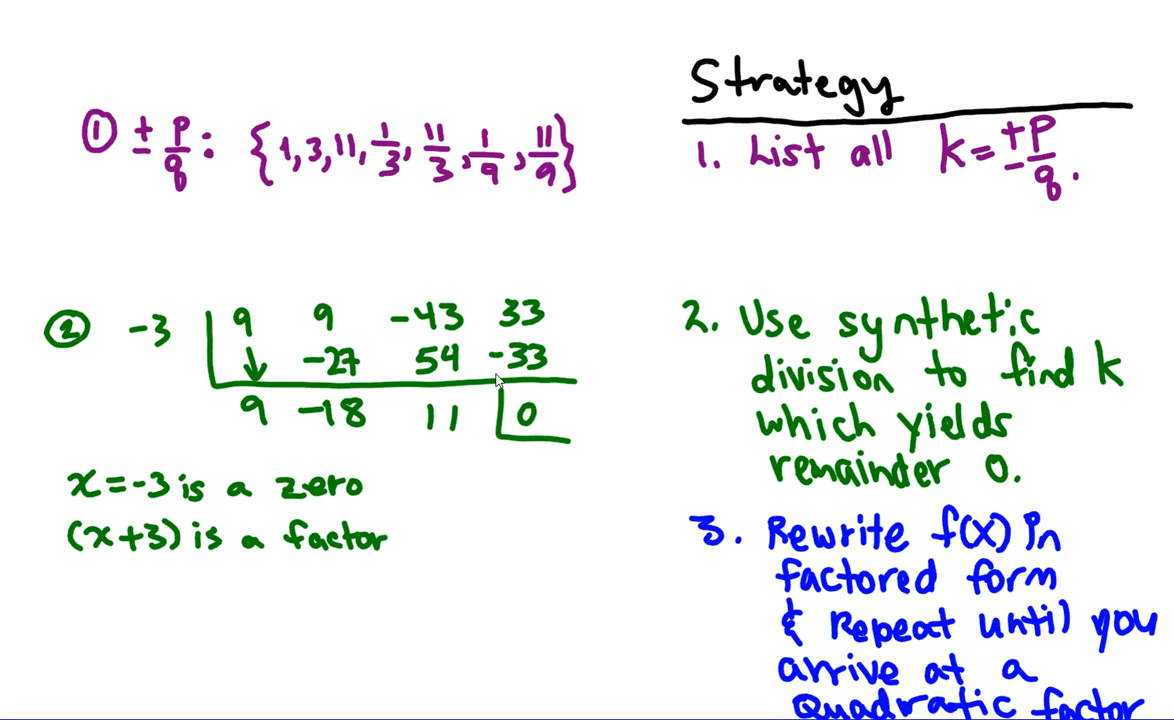 Strategy
① ± p/q : {1, 3, 11, 1/3, 11/3, 1/9, 11/9}
1. List all k = ± p/q.
② -3 | 9 9 -43 33
↓ -27 54 -33
9 -18 11 | 0
x = -3 is a zero
(x+3) is a factor
2. Use synthetic
division to find k
which yields
remainder 0.
3. Rewrite f(x) in
factored form
& Repeat until you
arrive at a
quadratic factor